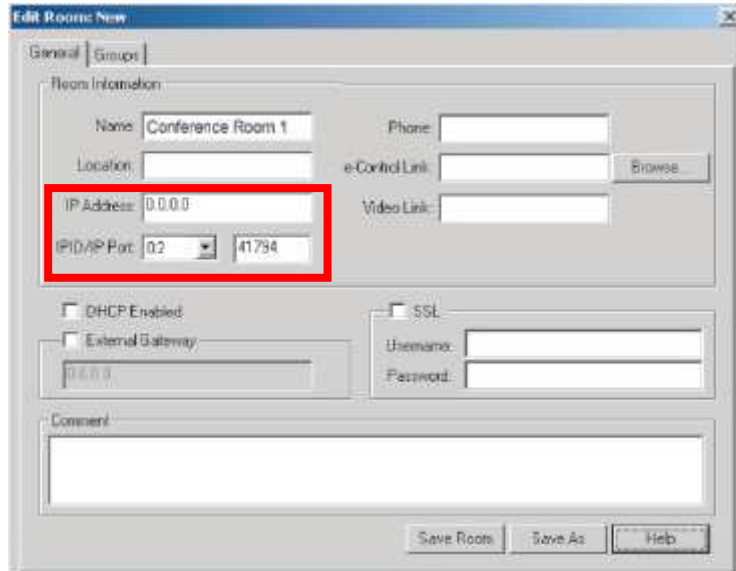 Edit Room: New
General Groups
Room Information
Name: Conference Room 1
Phone:
Location:
e-Control Link:
Browse...
IP Address: 0.0.0.0
Video Link:
IPID/IP Port: 02 41794
DHCP Enabled
SSL
External Gateway
Username:
0.0.0.0
Password:
Comment
Save Room Save As Help